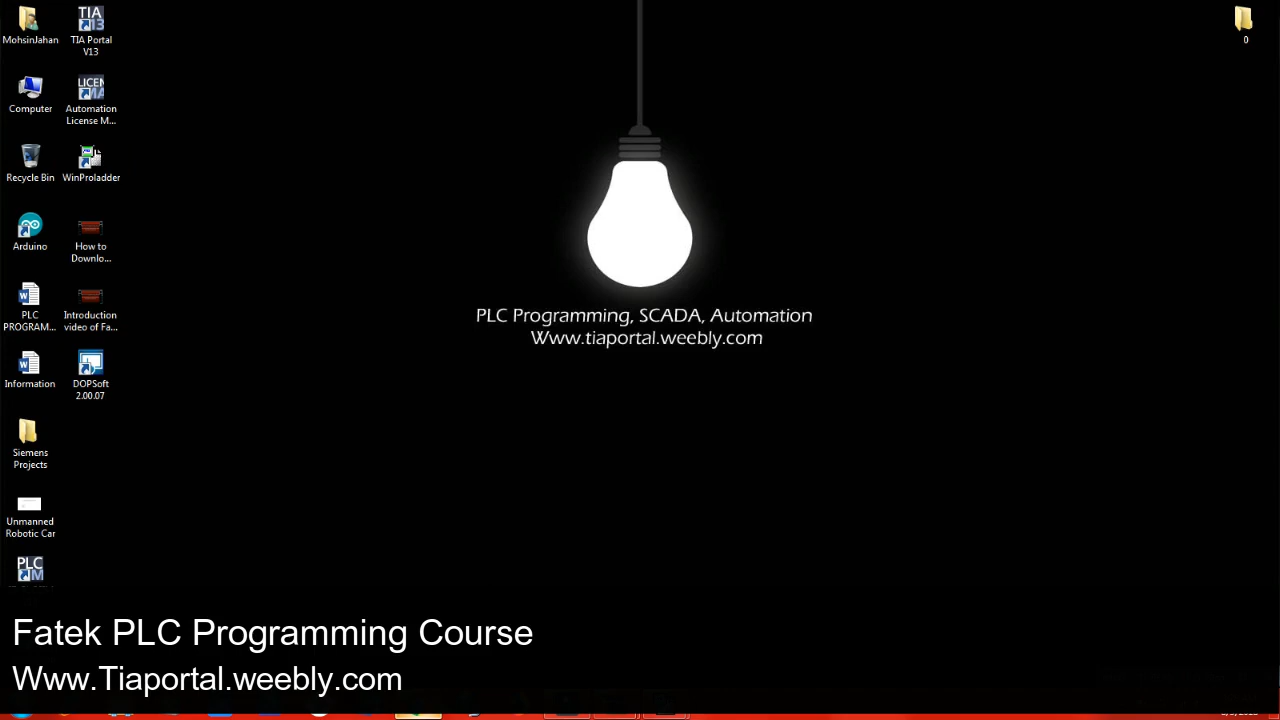 MohsinJahan
TIA Portal
V13
0
Computer
Automation
License M...
Recycle Bin
WinProladder
Arduino
How to
Downlo...
PLC
PROGRAM...
Introduction
video of Fa...
Information
DOPSoft
2.00.07
Siemens
Projects
Unmanned
Robotic Car
PLC
PLC Programming, SCADA, Automation
Www.tiaportal.weebly.com
Fatek PLC Programming Course
Www.Tiaportal.weebly.com